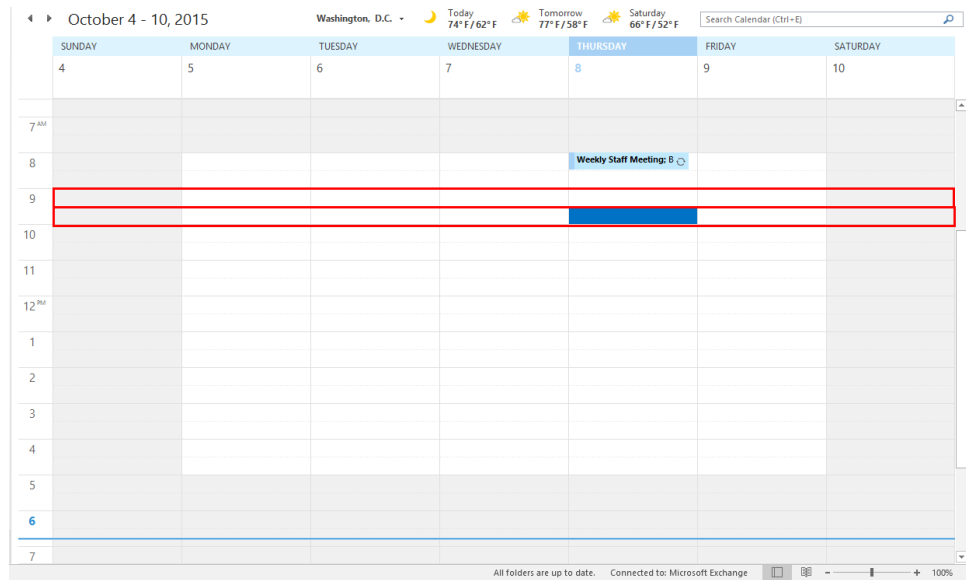 October 4 - 10, 2015
Washington, D.C.
Today
74° F / 62° F
Tomorrow
77° F / 58° F
Saturday
66° F / 52° F
Search Calendar (Ctrl+E)
SUNDAY MONDAY TUESDAY WEDNESDAY THURSDAY FRIDAY SATURDAY
4 5 6 7 8 9 10
7 AM
8
Weekly Staff Meeting; B
9
10
11
12 PM
1
2
3
4
5
6
7
All folders are up to date. Connected to: Microsoft Exchange 100%